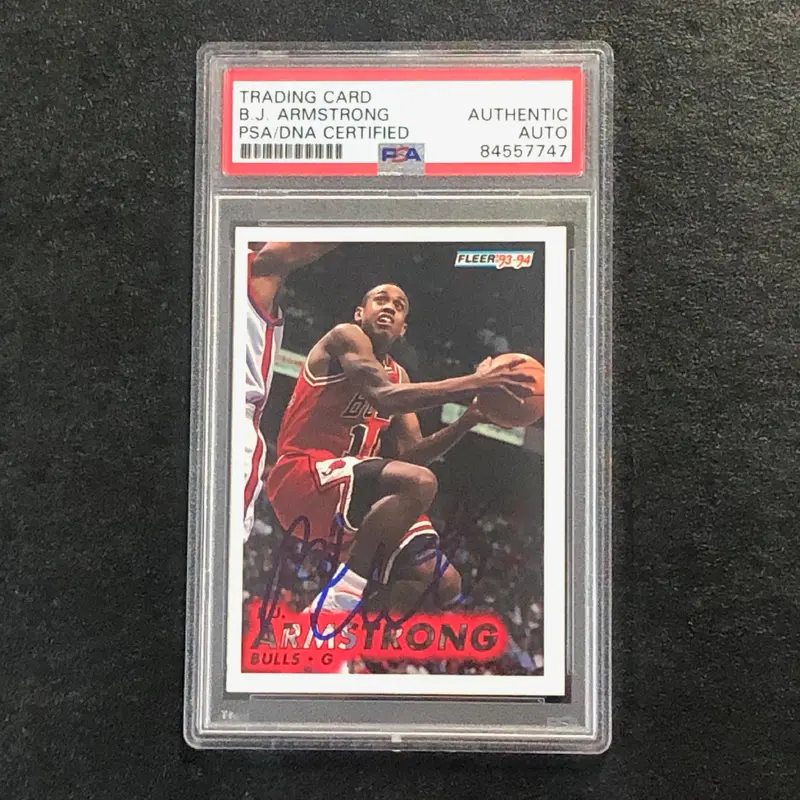 TRADING CARD
B.J. ARMSTRONG
PSA/DNA CERTIFIED
AUTHENTIC
AUTO
84557747
PSA
FLEER '93-94
B.J.
ARMSTRONG
BULLS · G